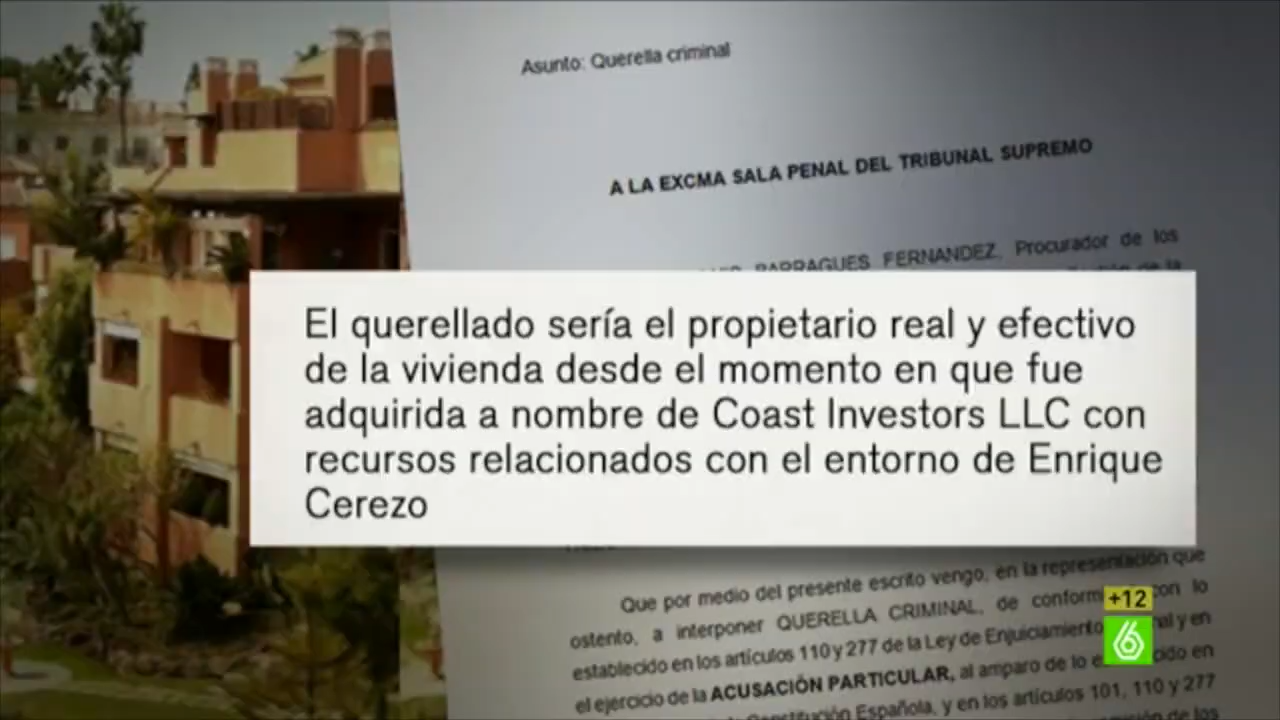 Asunto: Querella criminal
A LA EXCMA SALA PENAL DEL TRIBUNAL SUPREMO
BARRAGUES FERNANDEZ, Procurador de los
El querellado sería el propietario real y efectivo
de la vivienda desde el momento en que fue
adquirida a nombre de Coast Investors LLC con
recursos relacionados con el entorno de Enrique
Cerezo
Que por medio del presente escrito vengo, en la representación que
ostento, a interponer QUERELLA CRIMINAL, de con lo
establecido en los artículos 110 y 277 de la Ley de Enjuiciamiento y en
el ejercicio de la ACUSACIÓN PARTICULAR, al amparo de lo en
Constitución Española, y en los artículos 101, 110 y 277
+12
6